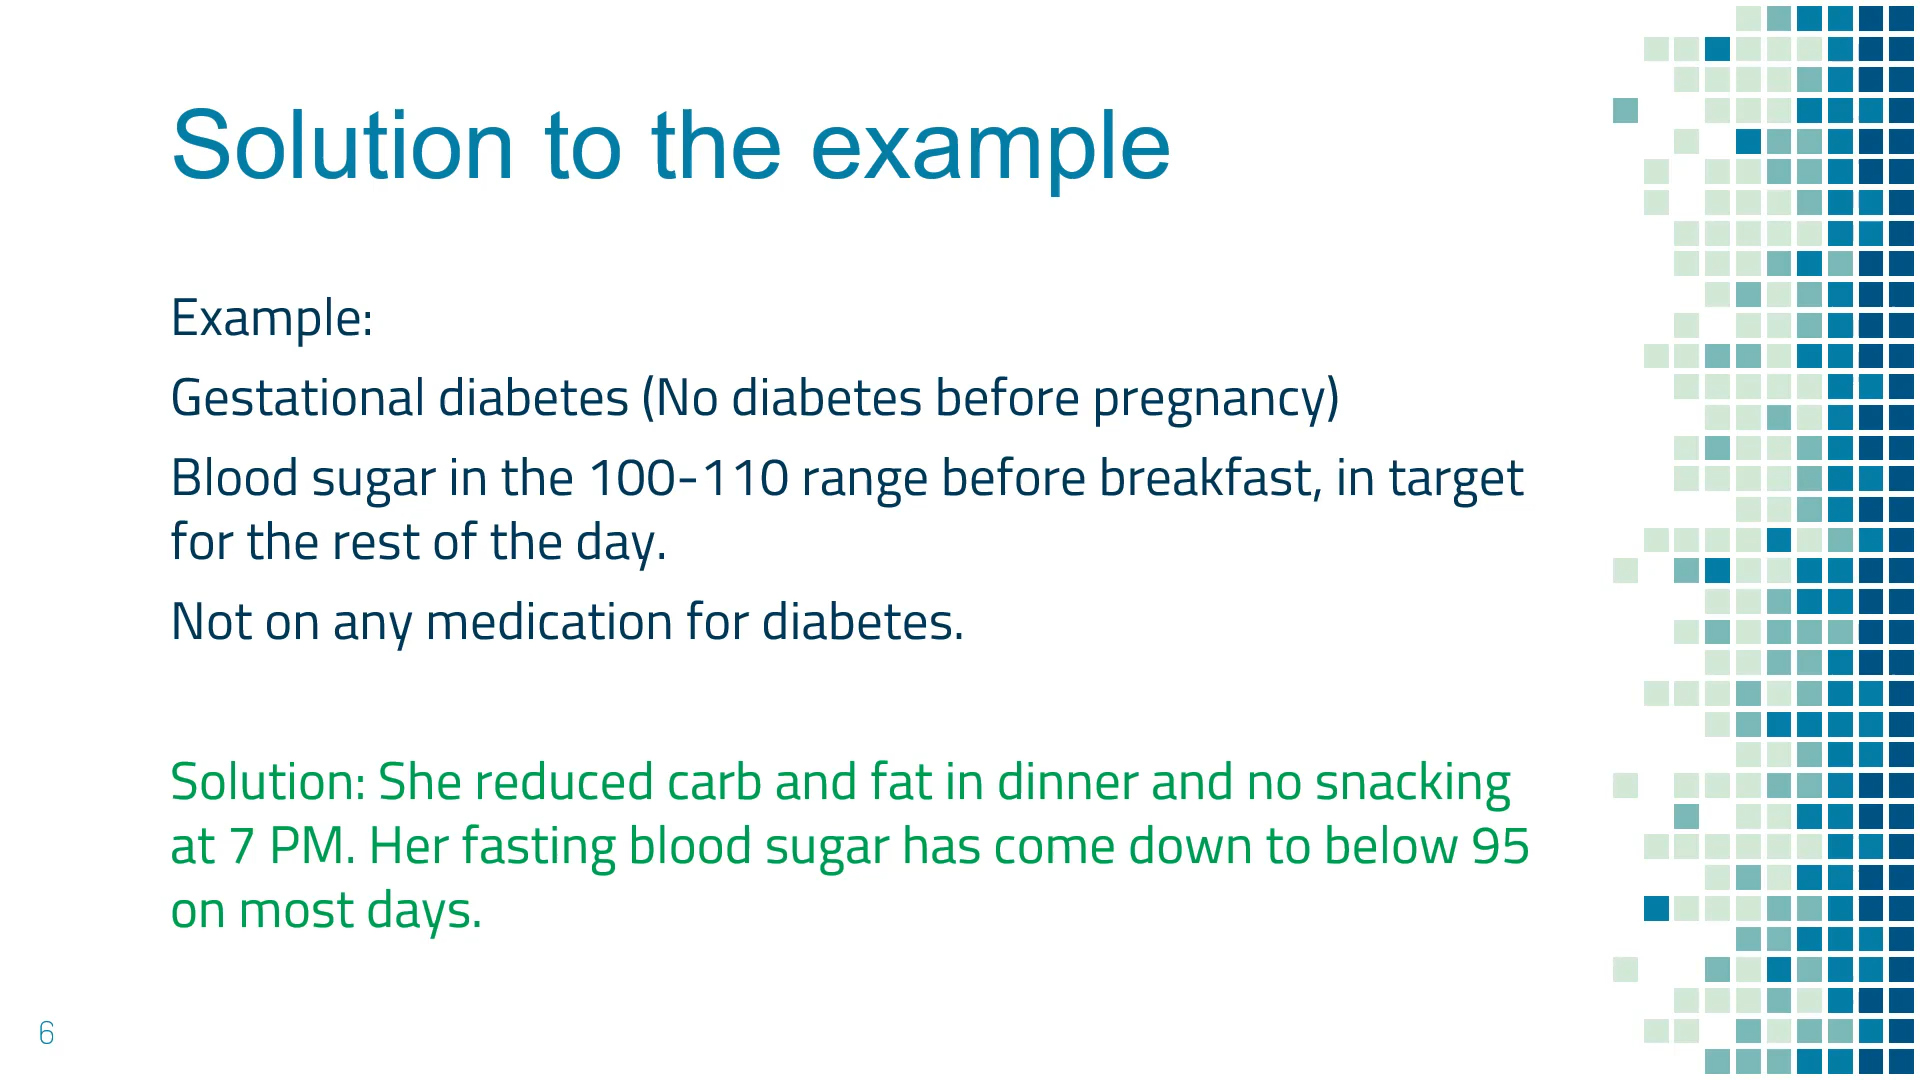 Solution to the example
Example:
Gestational diabetes (No diabetes before pregnancy)
Blood sugar in the 100-110 range before breakfast, in target
for the rest of the day.
Not on any medication for diabetes.
Solution: She reduced carb and fat in dinner and no snacking
at 7 PM. Her fasting blood sugar has come down to below 95
on most days.
6